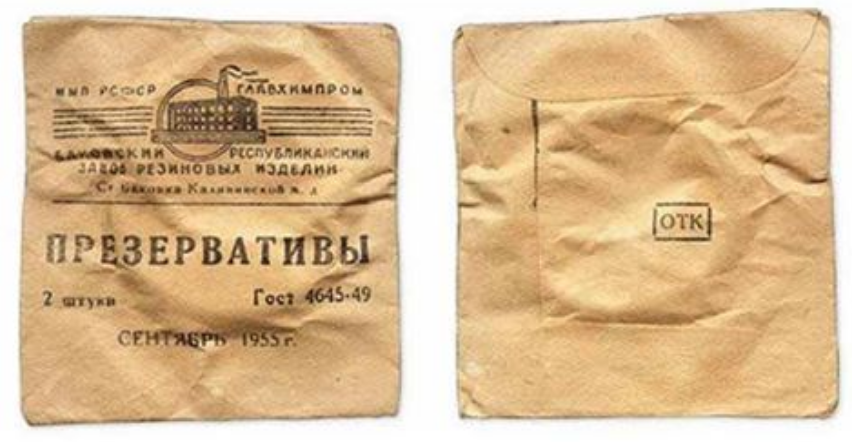 МЫП РСФСР ГЛАВХИМПРОМ
БАКОВСКИЙ РЕСПУБЛИКАНСКИЙ
ЗАВОД РЕЗИНОВЫХ ИЗДЕЛИЙ
Ст Баковка Калининской ж. д
ПРЕЗЕРВАТИВЫ
2 штуки Гост 4645-49
СЕНТЯБРЬ 1955 г.
ОТК